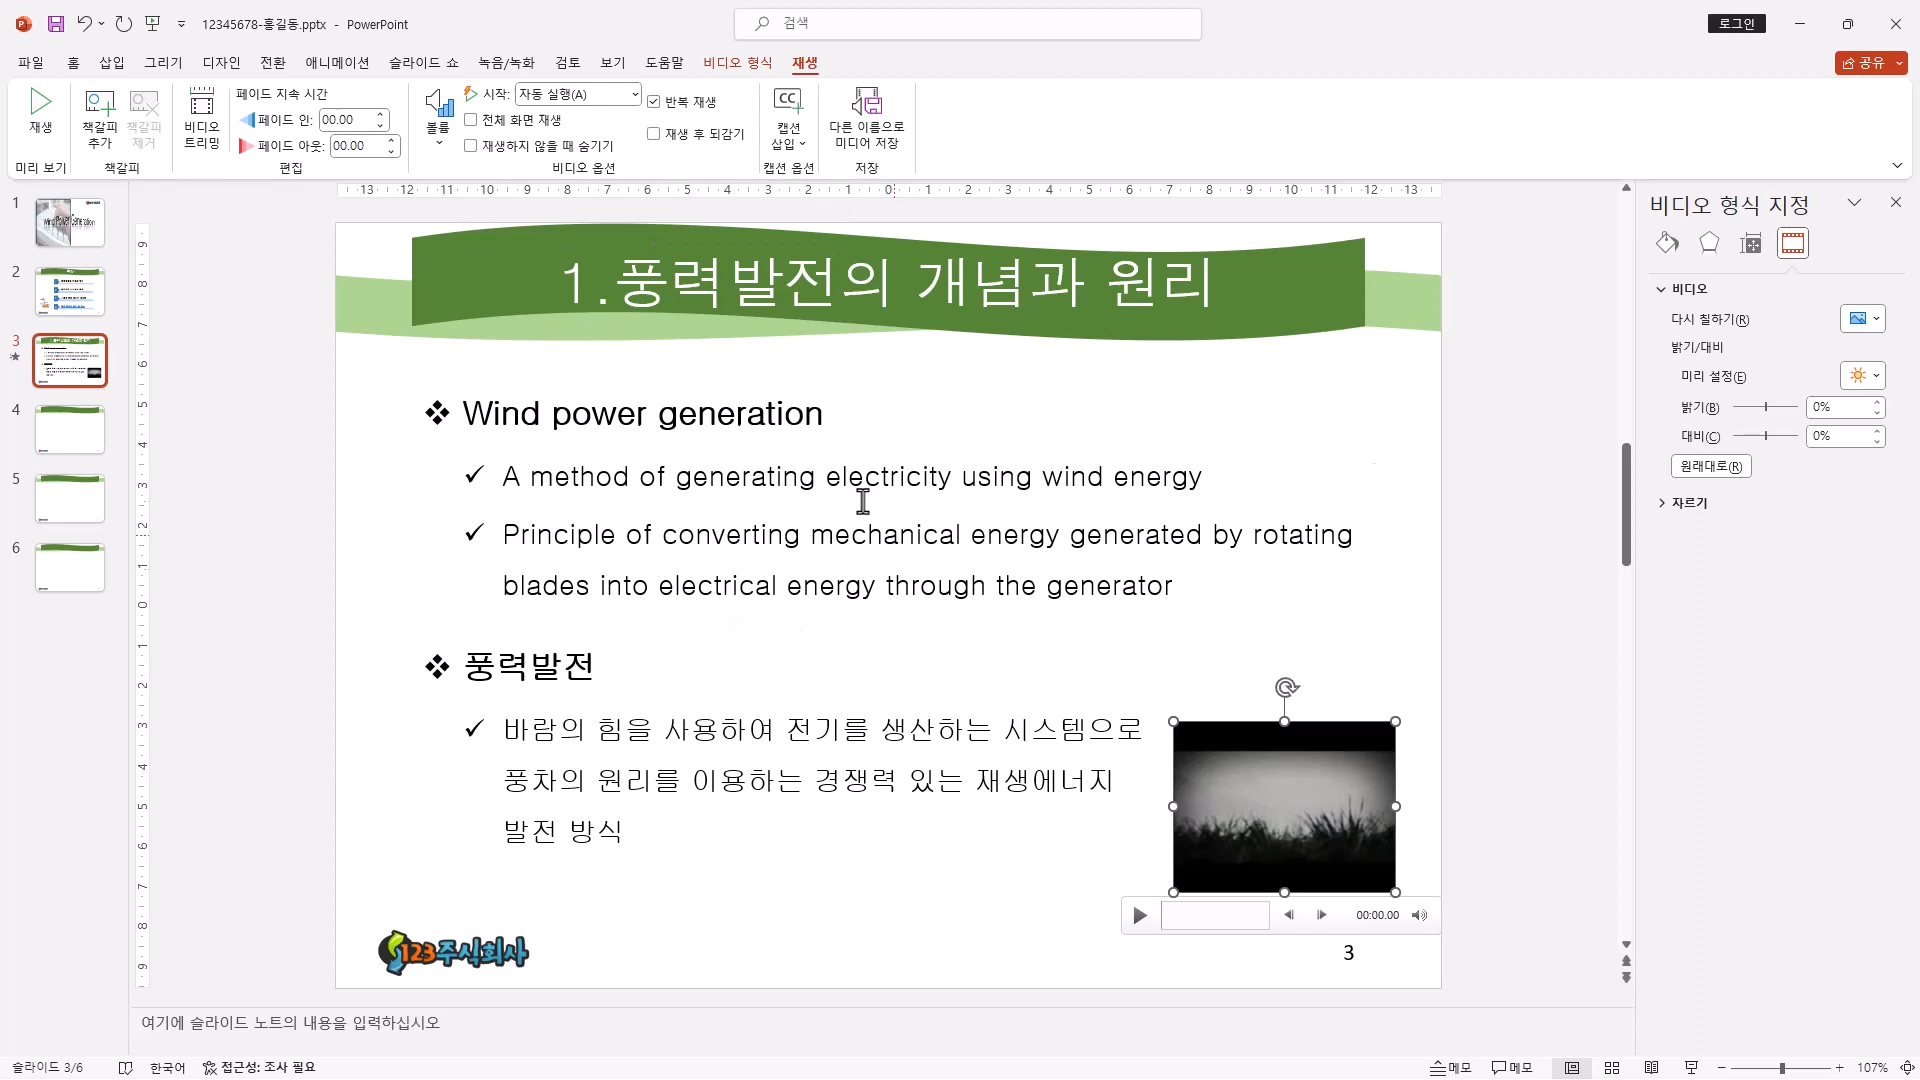 12345678-홍길동.pptx - PowerPoint
검색
로그인
파일 홈 삽입 그리기 디자인 전환 애니메이션 슬라이드 쇼 녹음/녹화 검토 보기 도움말 비디오 형식 재생
공유
재생
미리 보기
책갈피 추가
책갈피 제거
책갈피
비디오 트리밍
페이드 지속 시간
페이드 인: 00.00
페이드 아웃: 00.00
편집
볼륨
시작: 자동 실행(A)
전체 화면 재생
재생하지 않을 때 숨기기
반복 재생
재생 후 되감기
비디오 옵션
CC
캡션 삽입
캡션 옵션
다른 이름으로 미디어 저장
저장
1
2
3
4
5
6
1.풍력발전의 개념과 원리
Wind power generation
A method of generating electricity using wind energy
Principle of converting mechanical energy generated by rotating
blades into electrical energy through the generator
풍력발전
바람의 힘을 사용하여 전기를 생산하는 시스템으로
풍차의 원리를 이용하는 경쟁력 있는 재생에너지
발전 방식
00:00.00
123주식회사
3
비디오 형식 지정
비디오
다시 칠하기(R)
밝기/대비
미리 설정(E)
밝기(B) 0%
대비(C) 0%
원래대로(R)
자르기
여기에 슬라이드 노트의 내용을 입력하십시오
슬라이드 3/6 한국어 접근성: 조사 필요 메모 메모 107%